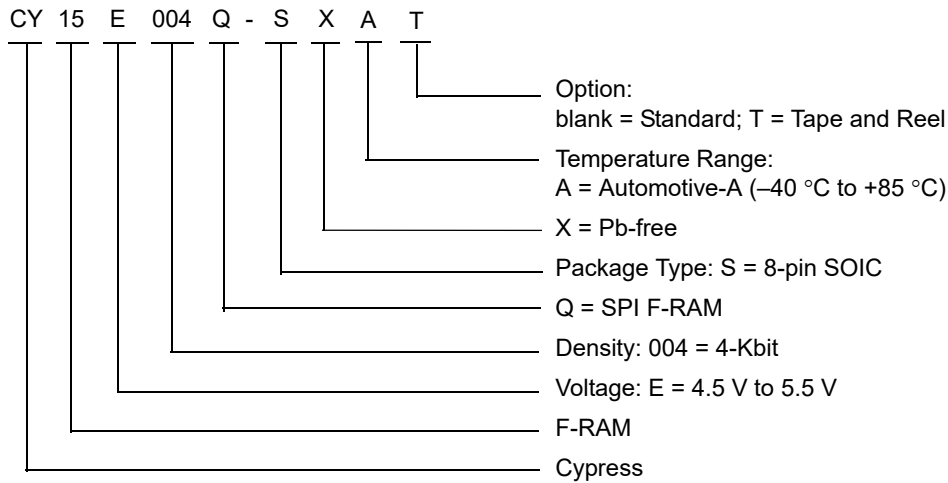 CY 15 E 004 Q - S X A T
Option:
blank = Standard; T = Tape and Reel
Temperature Range:
A = Automotive-A (–40 °C to +85 °C)
X = Pb-free
Package Type: S = 8-pin SOIC
Q = SPI F-RAM
Density: 004 = 4-Kbit
Voltage: E = 4.5 V to 5.5 V
F-RAM
Cypress